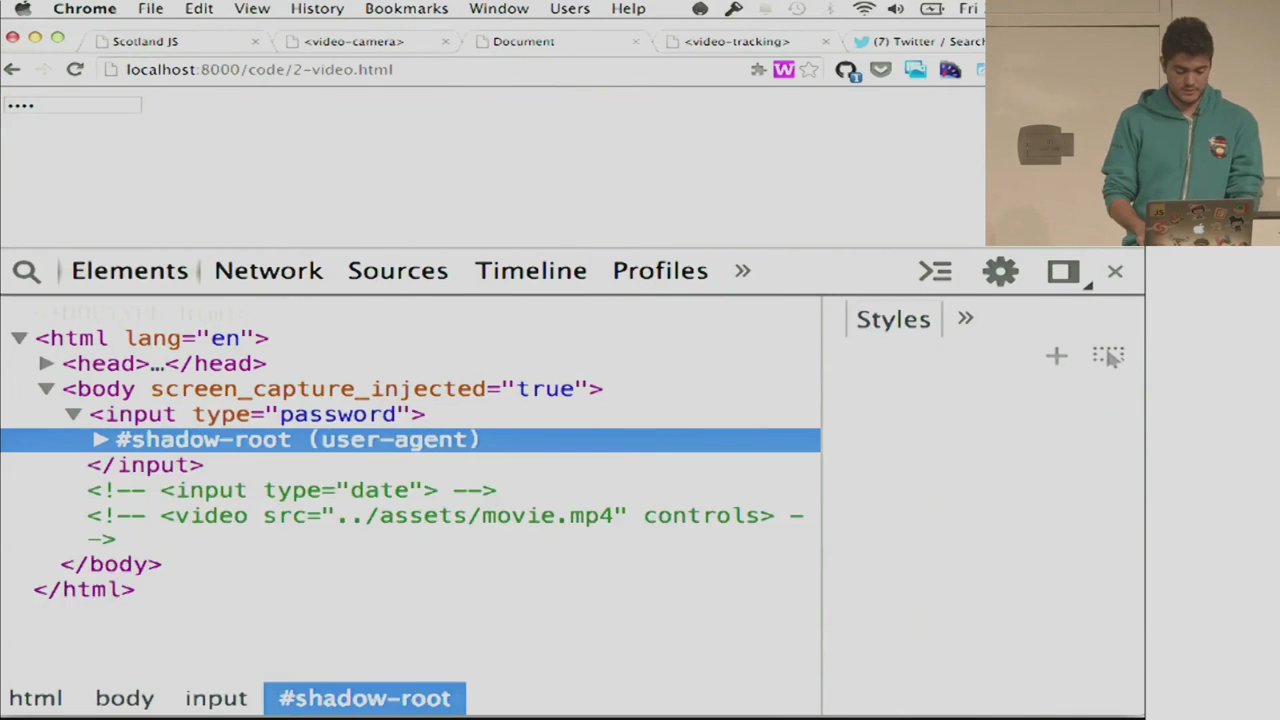 Chrome File Edit View History Bookmarks Window Users Help Fri
Scotland JS <video-camera> Document <video-tracking> (7) Twitter / Search
localhost:8000/code/2-video.html
••••
Elements Network Sources Timeline Profiles »
<html lang="en">
<head>…</head>
<body screen_capture_injected="true">
<input type="password">
#shadow-root (user-agent)
</input>
<!-- <input type="date"> -->
<!-- <video src="../assets/movie.mp4" controls> -
->
</body>
</html>
Styles »
html body input #shadow-root